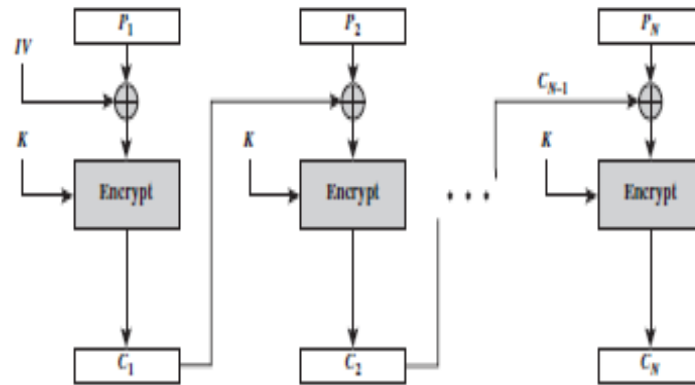 P1 P2 PN
IV
CN–1
K K K
Encrypt Encrypt Encrypt
• • •
C1 C2 CN